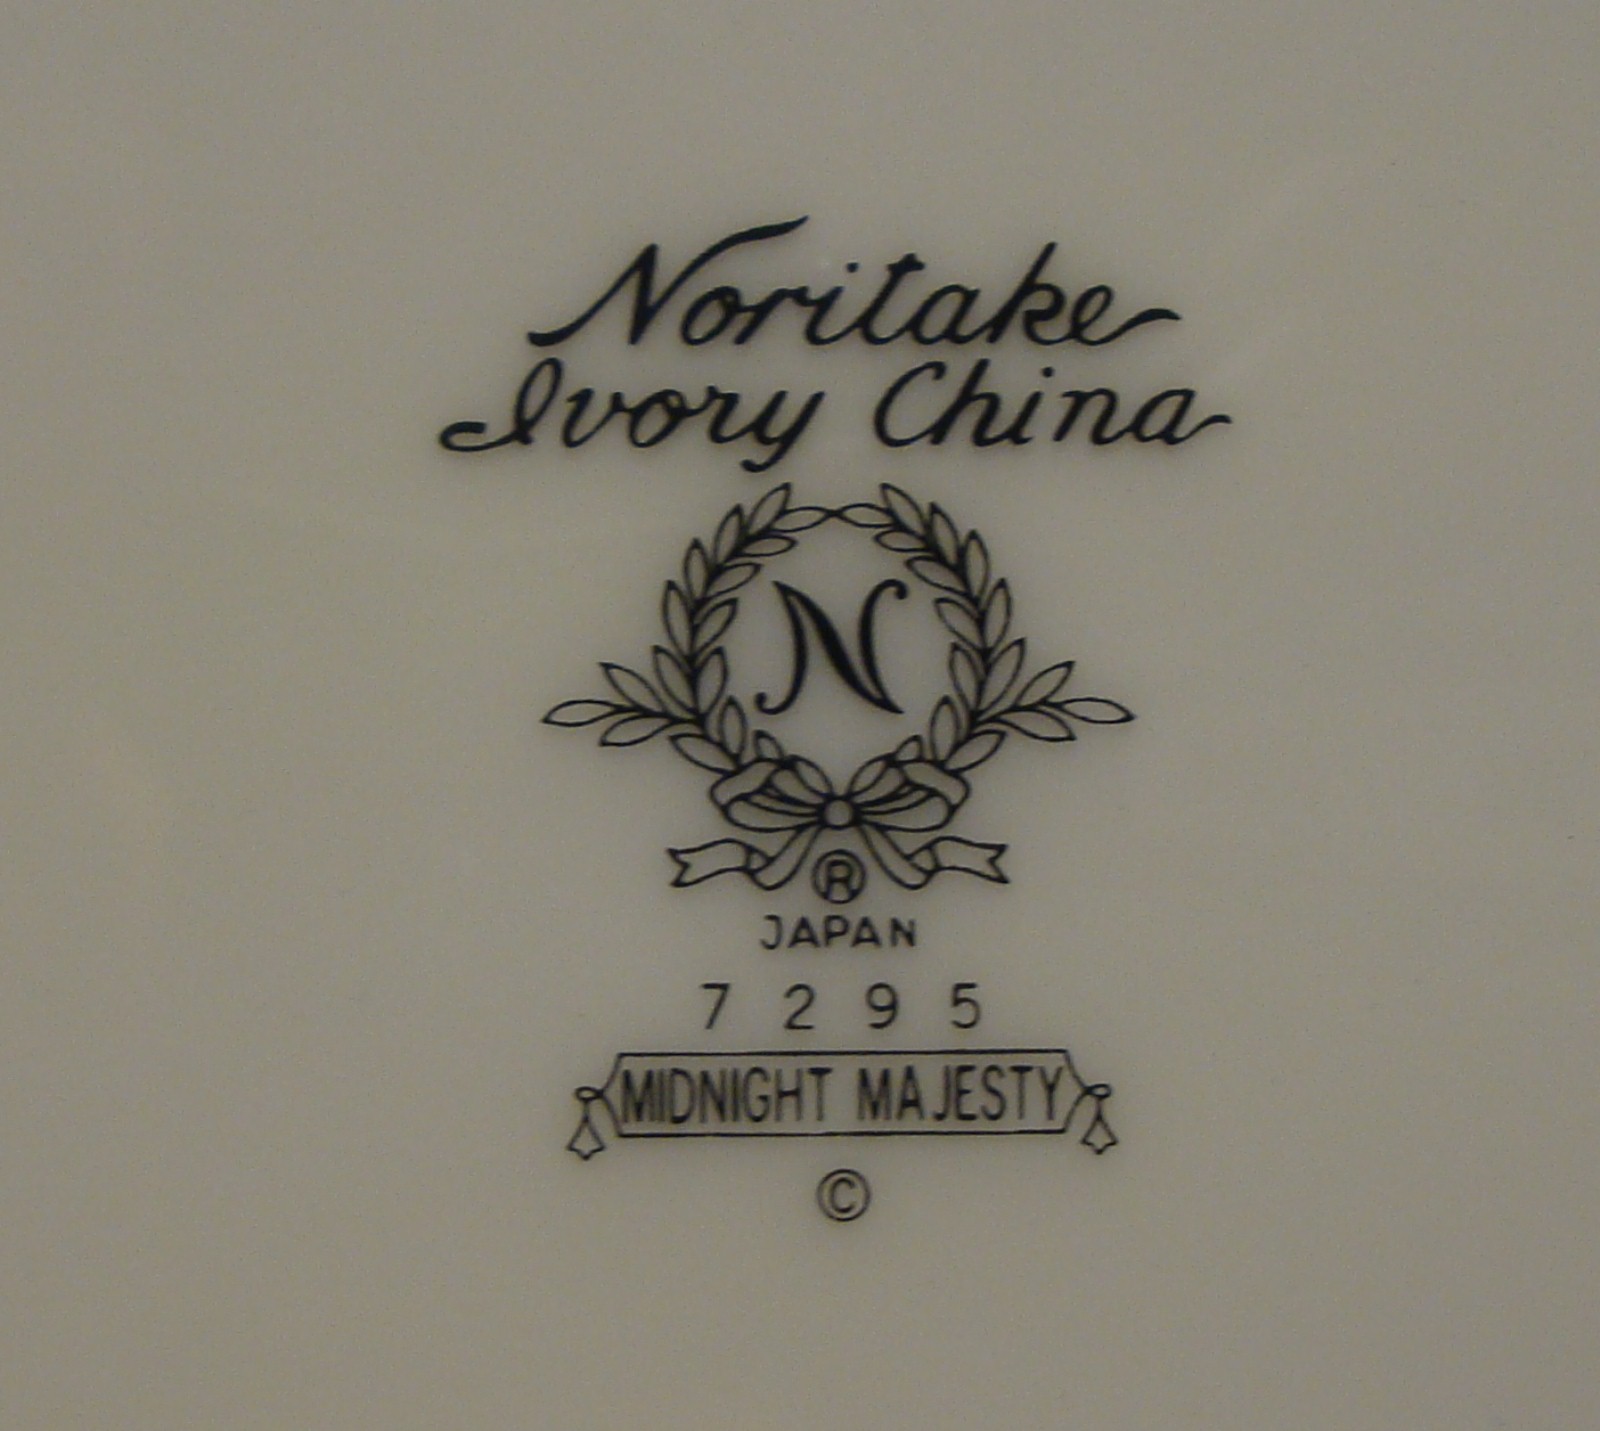 Noritake
Ivory China
N
®
JAPAN
7295
MIDNIGHT MAJESTY
©